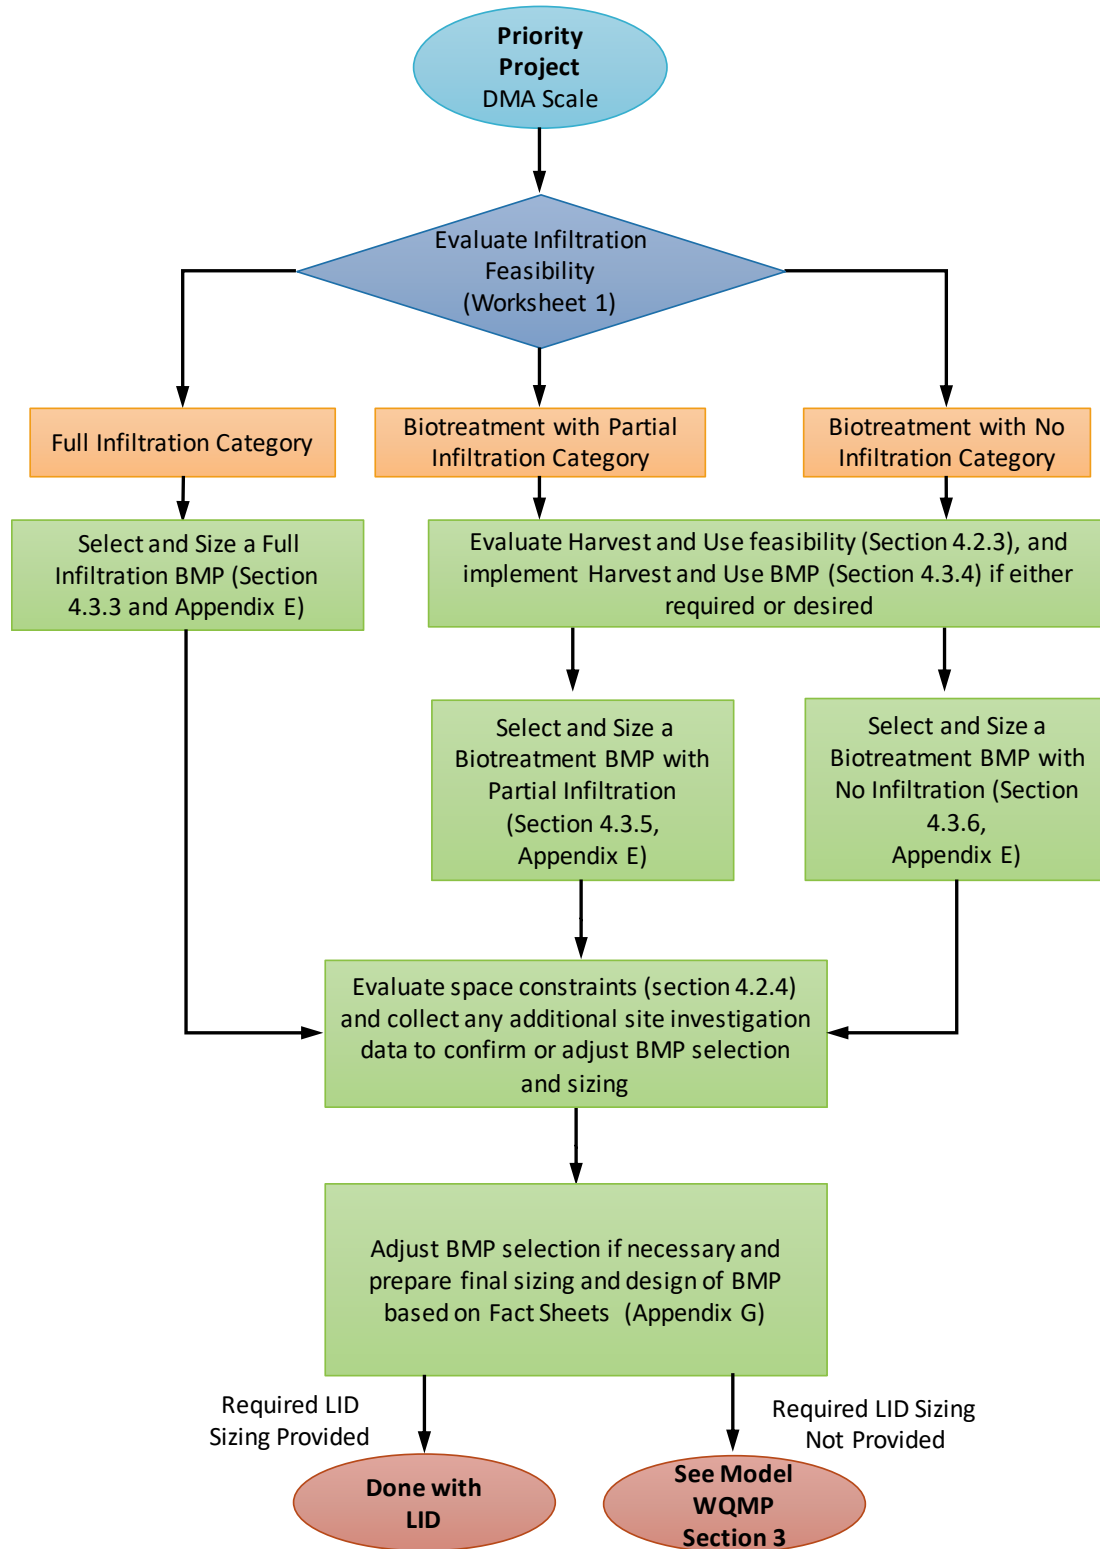 Priority
Project
DMA Scale
Evaluate Infiltration
Feasibility
(Worksheet 1)
Full Infiltration Category
Biotreatment with Partial
Infiltration Category
Biotreatment with No
Infiltration Category
Select and Size a Full
Infiltration BMP (Section
4.3.3 and Appendix E)
Evaluate Harvest and Use feasibility (Section 4.2.3), and
implement Harvest and Use BMP (Section 4.3.4) if either
required or desired
Select and Size a
Biotreatment BMP with
Partial Infiltration
(Section 4.3.5,
Appendix E)
Select and Size a
Biotreatment BMP with
No Infiltration (Section
4.3.6,
Appendix E)
Evaluate space constraints (section 4.2.4)
and collect any additional site investigation
data to confirm or adjust BMP selection
and sizing
Adjust BMP selection if necessary and
prepare final sizing and design of BMP
based on Fact Sheets (Appendix G)
Required LID
Sizing Provided
Required LID Sizing
Not Provided
Done with
LID
See Model
WQMP
Section 3